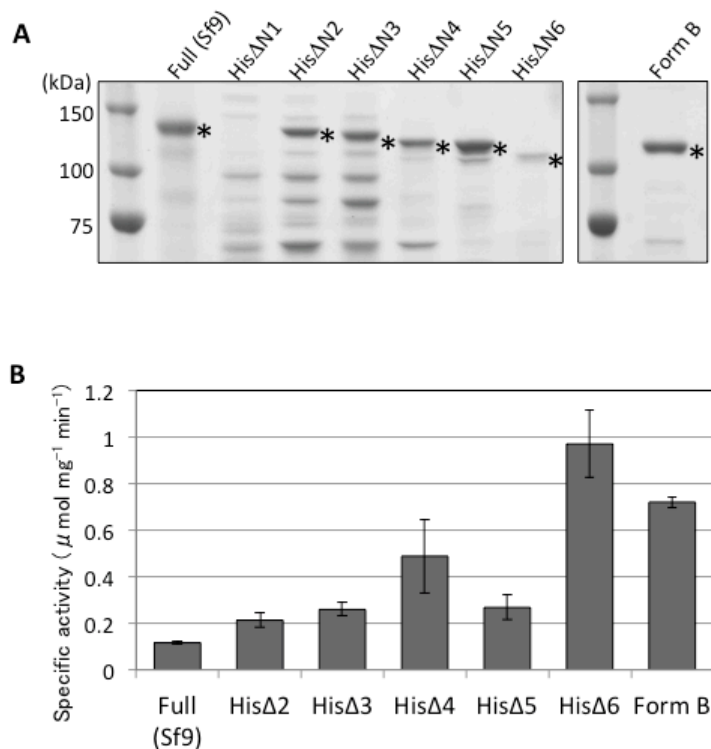 A
Full (Sf9) HisΔN1 HisΔN2 HisΔN3 HisΔN4 HisΔN5 HisΔN6 Form B
(kDa)
150
* * * * * * *
100
75
B
Specific activity ( μ mol mg⁻¹ min⁻¹)
1.2
1
0.8
0.6
0.4
0.2
0
Full HisΔ2 HisΔ3 HisΔ4 HisΔ5 HisΔ6 Form B
(Sf9)